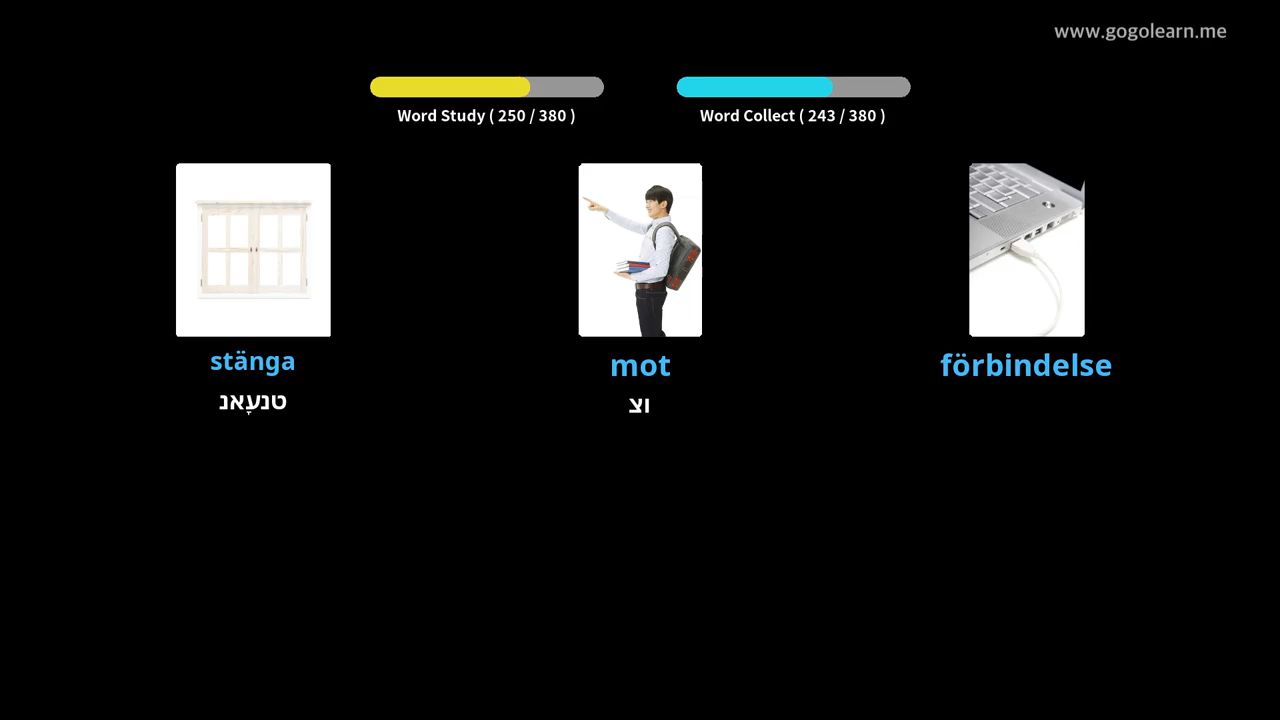 www.gogolearn.me
Word Study ( 250 / 380 )
Word Collect ( 243 / 380 )
stänga
טנעָאנ
mot
וצ
förbindelse